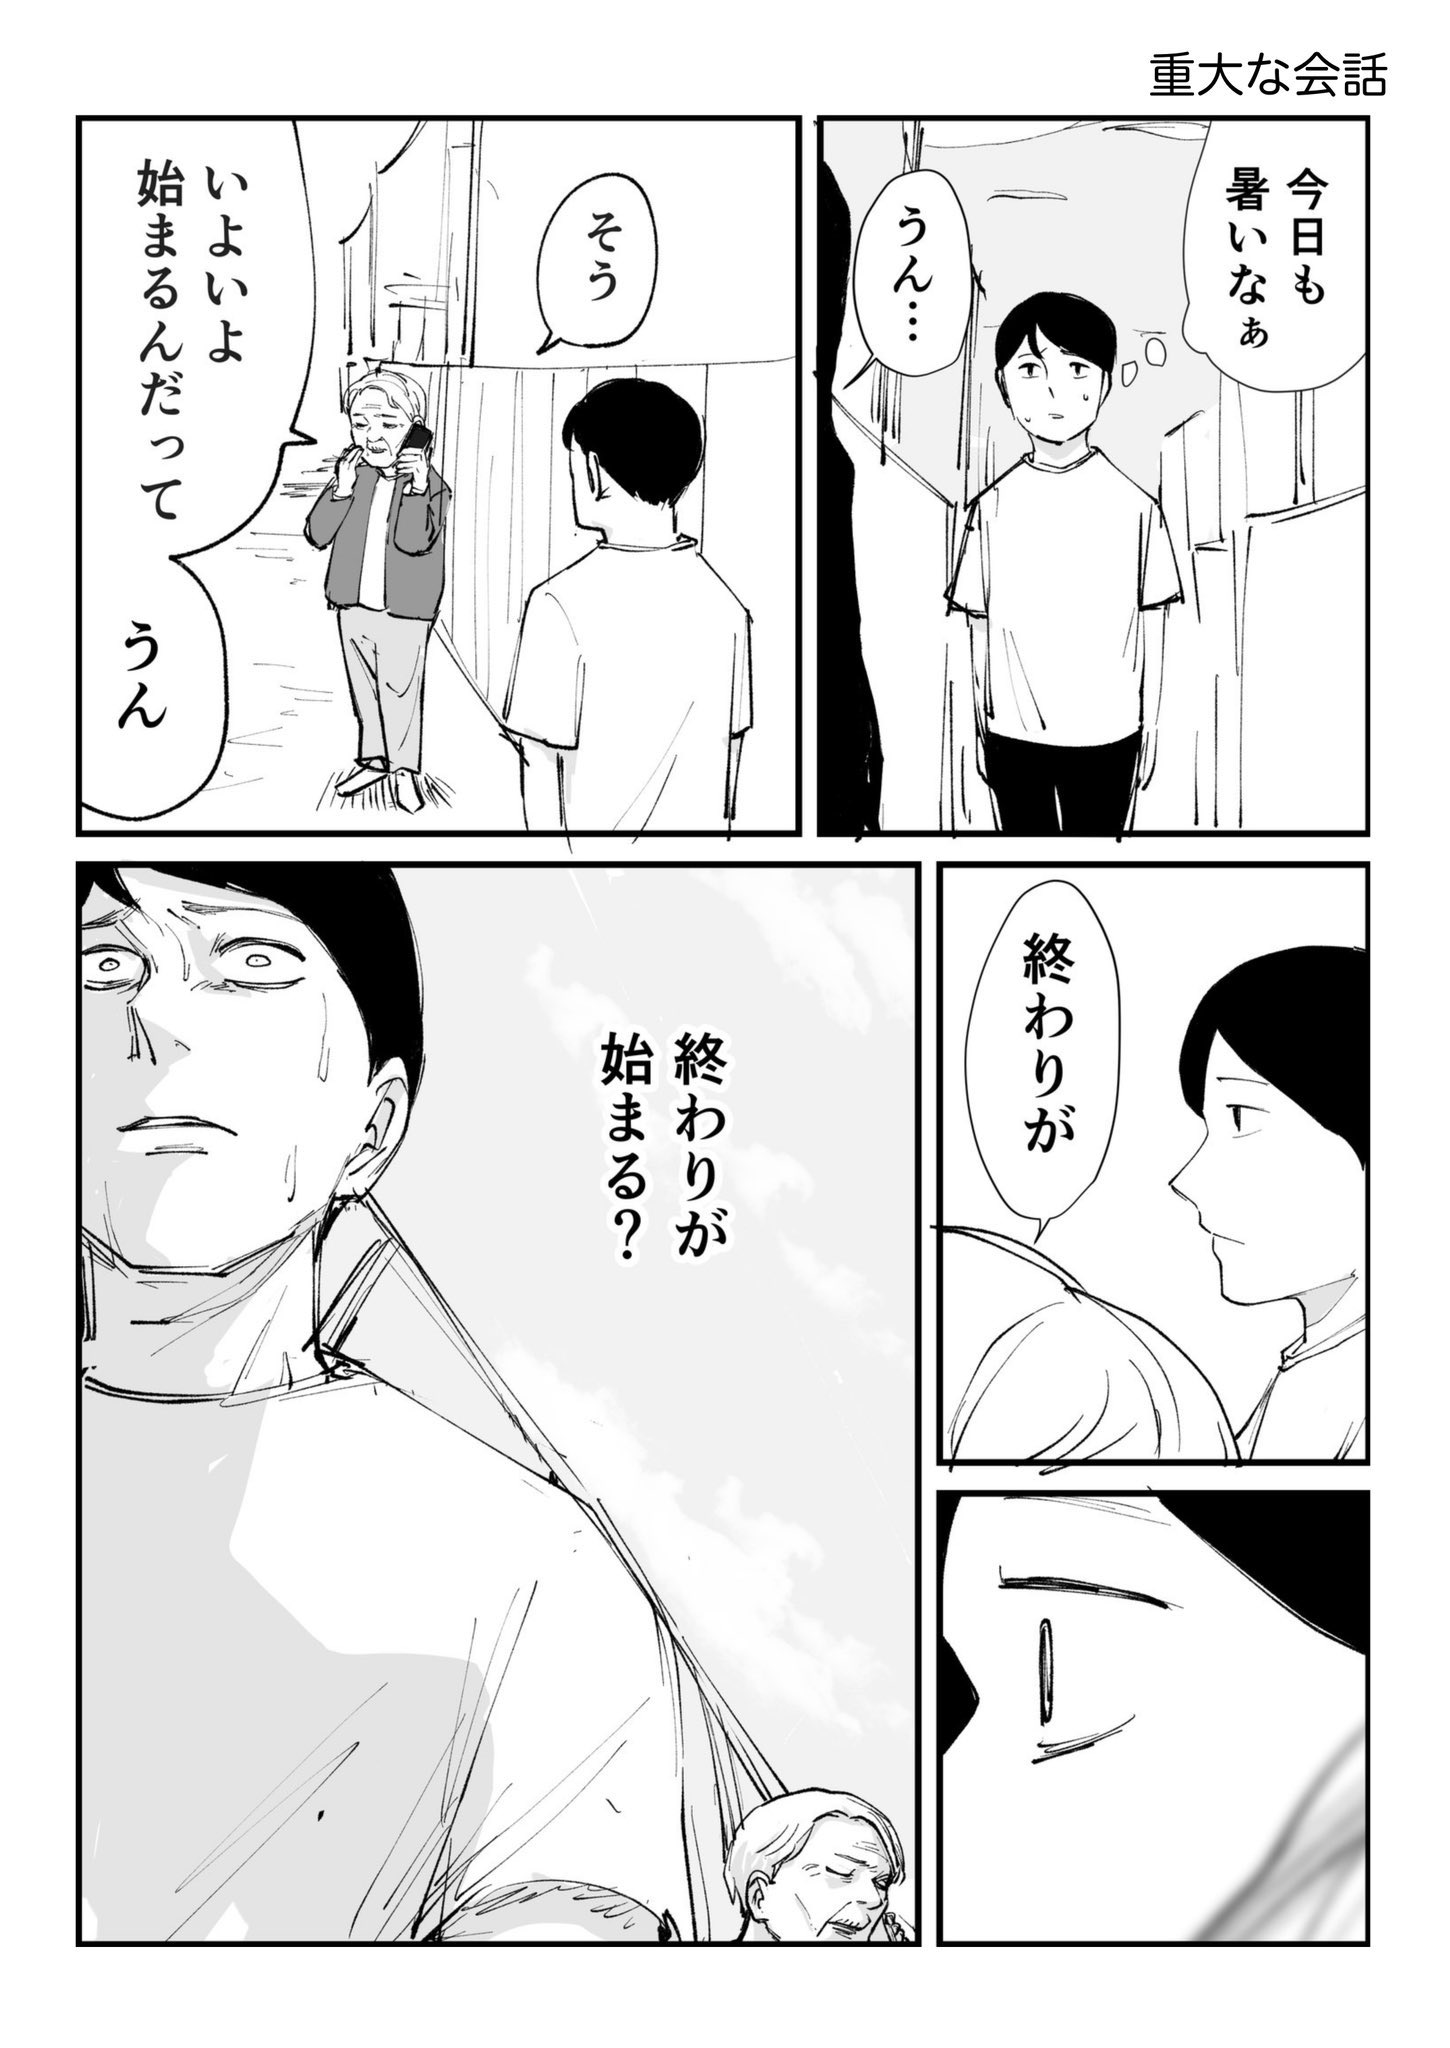 重大な会話
今日も
暑いなぁ
うん…
そう
いよいよ
始まるんだって
うん
終わりが
終わりが
始まる?